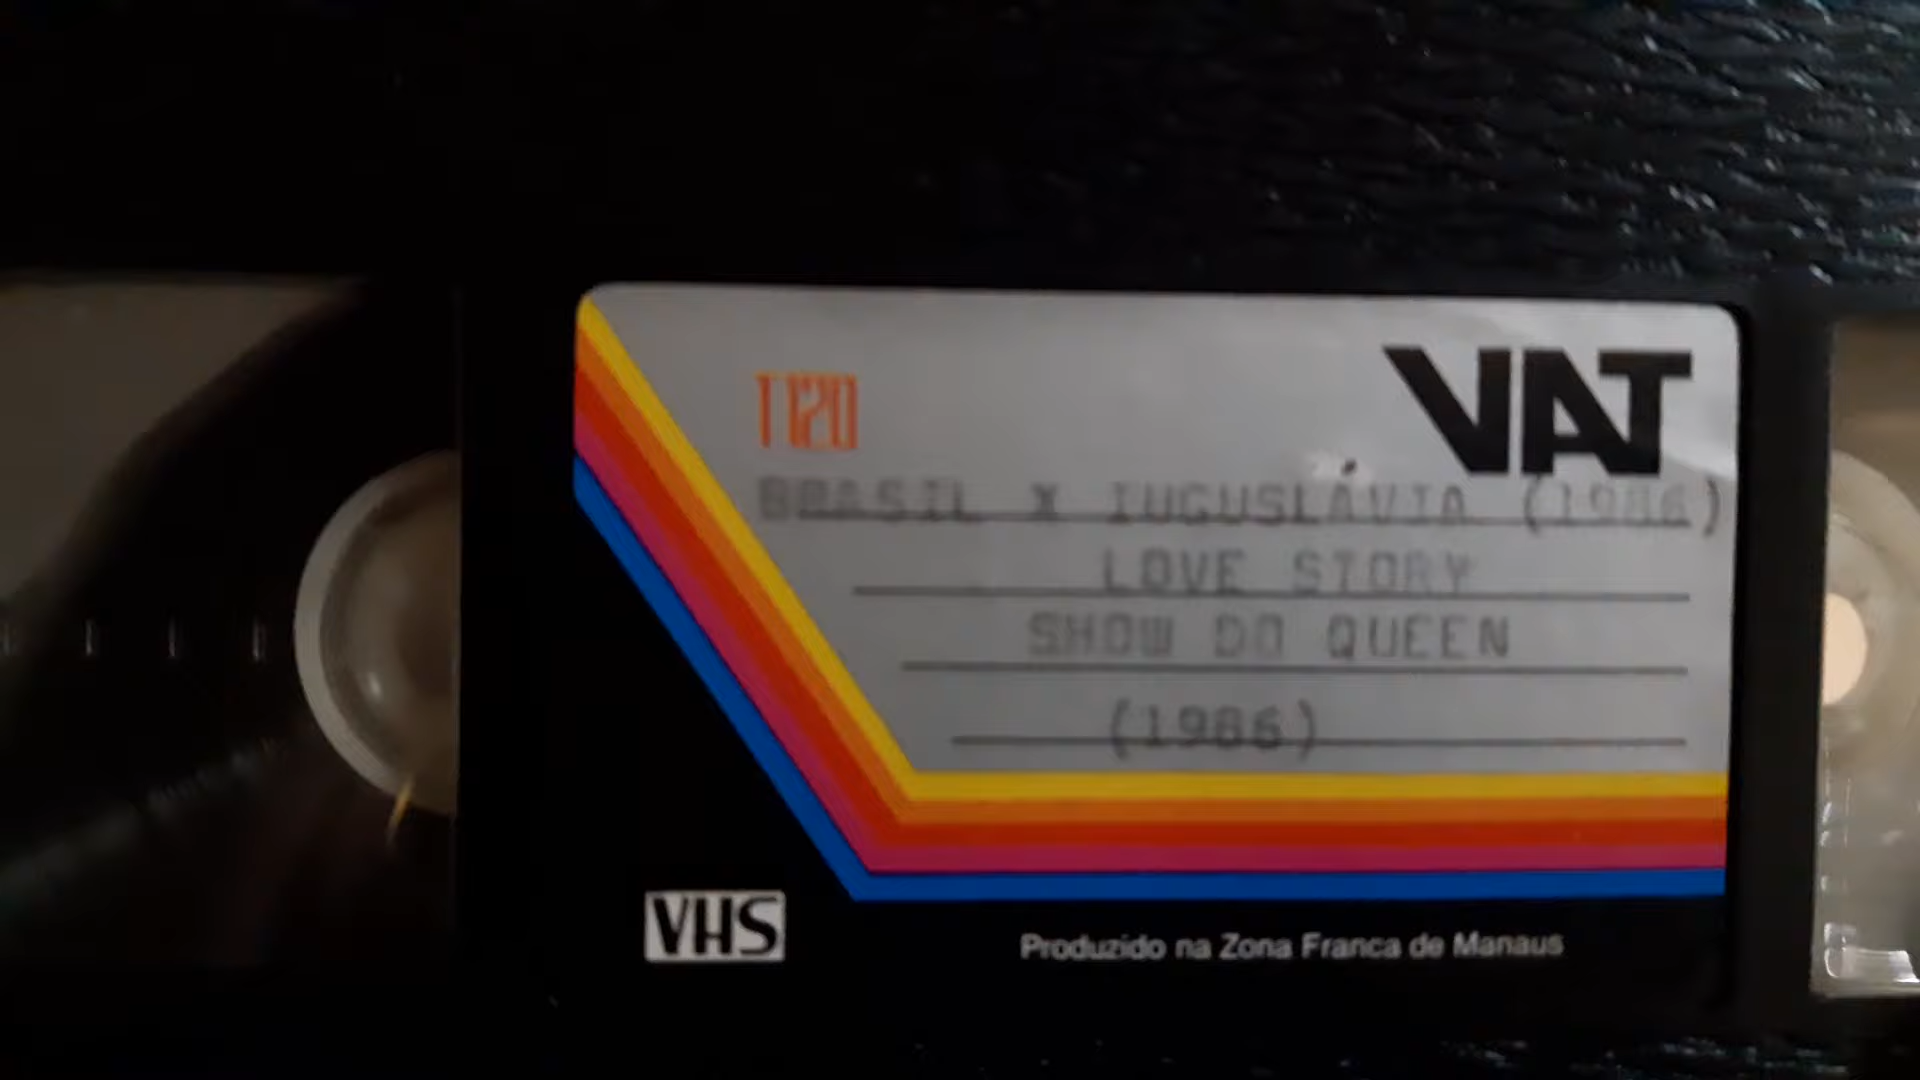 T120
VAT
BRASIL X IUGUSLÁVIA (1986)
LOVE STORY
SHOW DO QUEEN
(1986)
VHS
Produzido na Zona Franca de Manaus